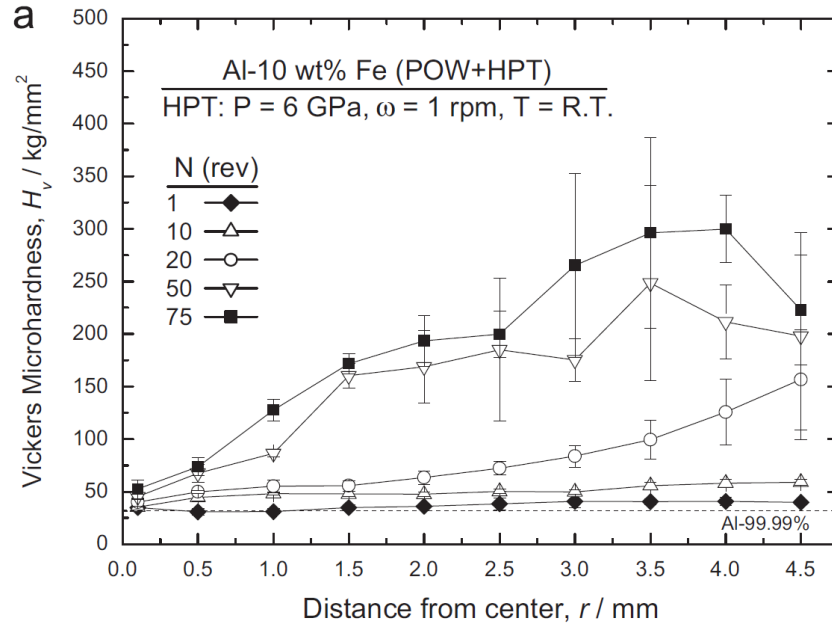 a
Al-10 wt% Fe (POW+HPT)
HPT: P = 6 GPa, ω = 1 rpm, T = R.T.
N (rev)
1
10
20
50
75
Al-99.99%
Vickers Microhardness, Hᵥ / kg/mm²
500
450
400
350
300
250
200
150
100
50
0
0.0 0.5 1.0 1.5 2.0 2.5 3.0 3.5 4.0 4.5
Distance from center, r / mm